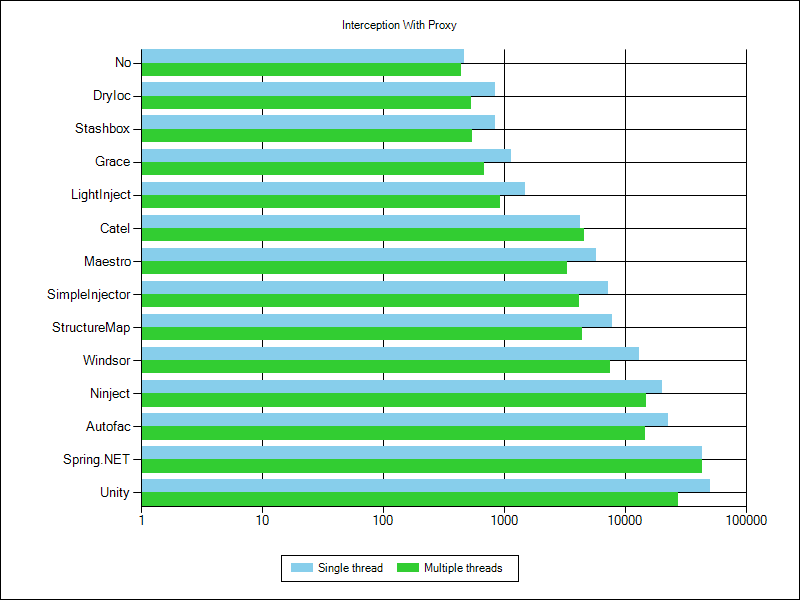 Interception With Proxy
No
DryIoc
Stashbox
Grace
LightInject
Catel
Maestro
SimpleInjector
StructureMap
Windsor
Ninject
Autofac
Spring.NET
Unity
1 10 100 1000 10000 100000
Single thread Multiple threads